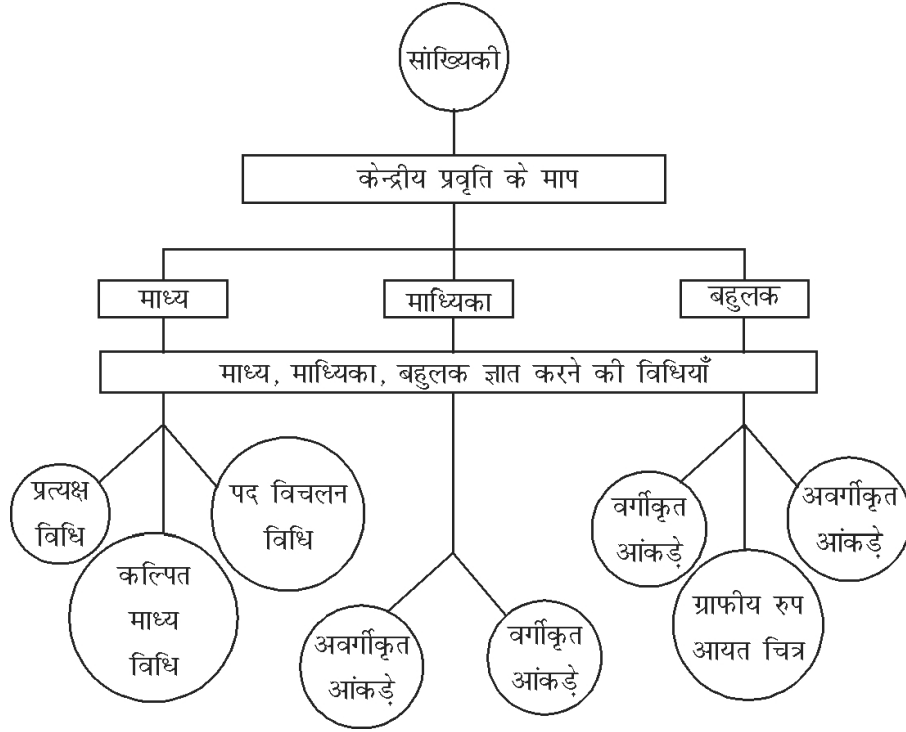 सांख्यिकी
केन्द्रीय प्रवृति के माप
माध्य
माध्यिका
बहुलक
माध्य, माध्यिका, बहुलक ज्ञात करने की विधियाँ
प्रत्यक्ष
विधि
कल्पित
माध्य
विधि
पद विचलन
विधि
अवर्गीकृत
आंकड़े
वर्गीकृत
आंकड़े
वर्गीकृत
आंकड़े
ग्राफीय रुप
आयत चित्र
अवर्गीकृत
आंकड़े